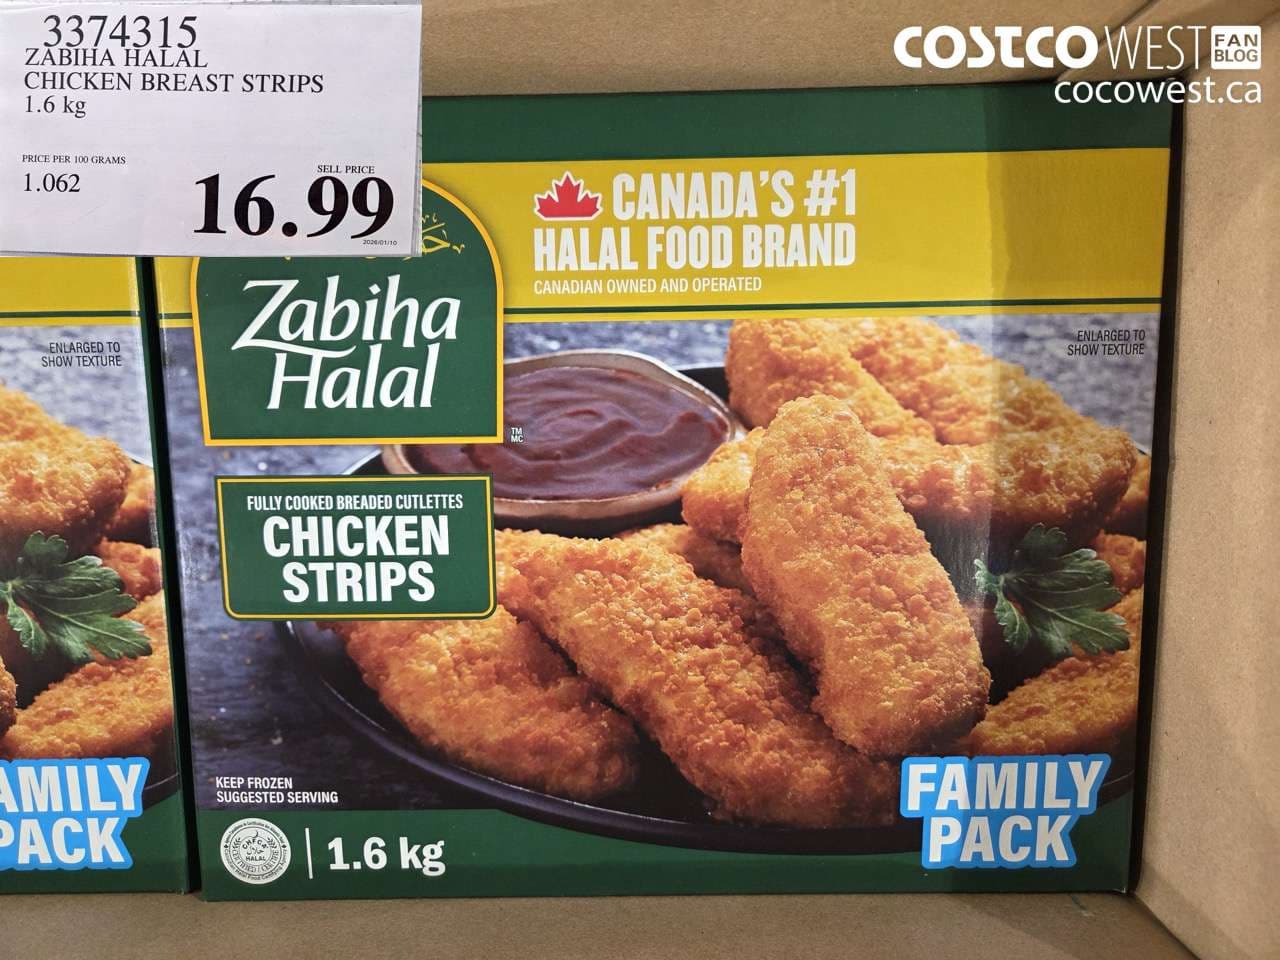 3374315
ZABIHA HALAL
CHICKEN BREAST STRIPS
1.6 kg
PRICE PER 100 GRAMS
1.062
SELL PRICE
16.99
2026/01/10
COSTCO WEST FAN BLOG
cocowest.ca
CANADA'S #1
HALAL FOOD BRAND
CANADIAN OWNED AND OPERATED
Zabiha
Halal
TM
MC
ENLARGED TO
SHOW TEXTURE
ENLARGED TO
SHOW TEXTURE
FULLY COOKED BREADED CUTLETTES
CHICKEN
STRIPS
KEEP FROZEN
SUGGESTED SERVING
HALAL
1.6 kg
FAMILY
PACK
AMILY
PACK